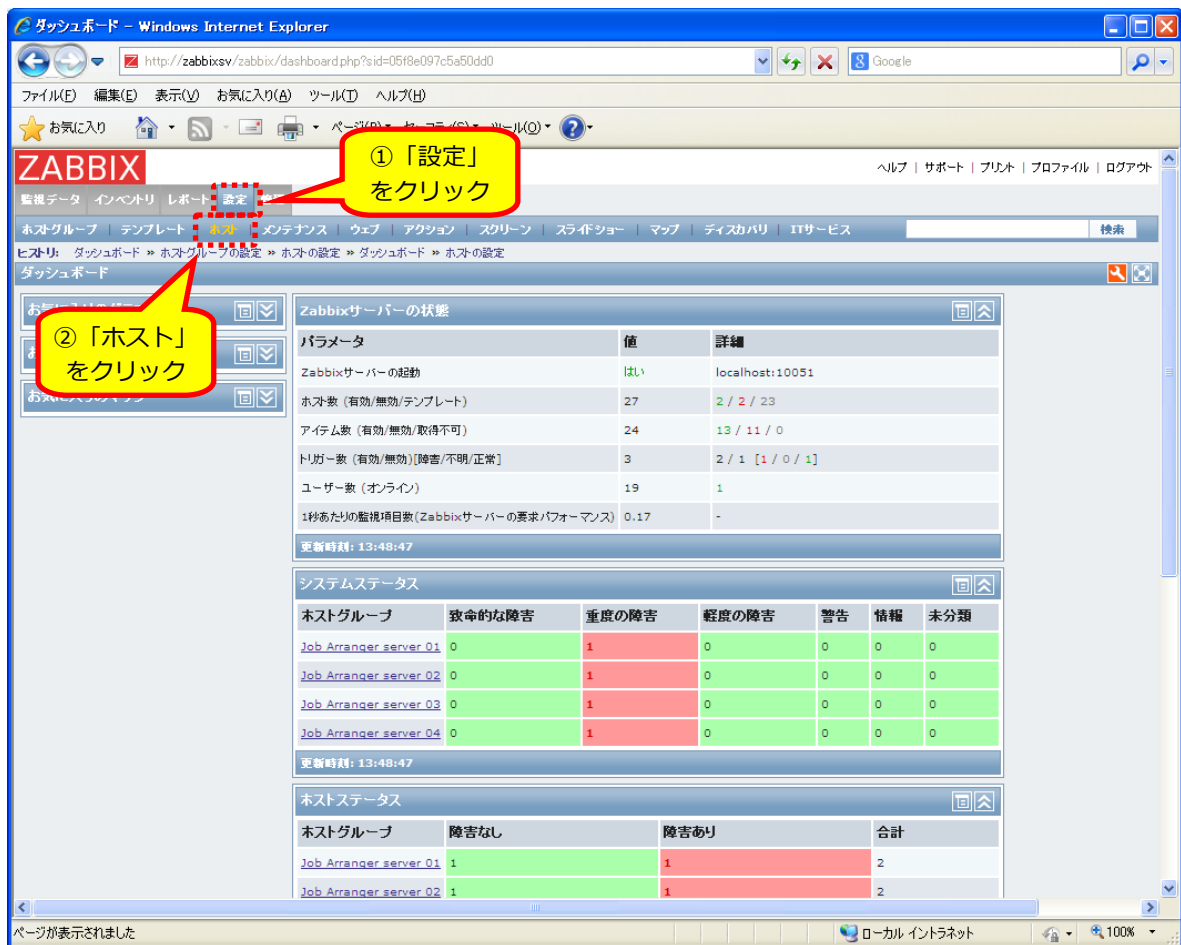 ダッシュボード - Windows Internet Explorer
http://zabbixsv/zabbix/dashboard.php?sid=05f8e097c5a50dd0
Google
ファイル(F) 編集(E) 表示(V) お気に入り(A) ツール(T) ヘルプ(H)
お気に入り ツール(O)
①「設定」
をクリック
ZABBIX
ヘルプ | サポート | プリント | プロファイル | ログアウト
監視データ インベントリ レポート 設定 管理
ホストグループ | テンプレート | ホスト | メンテナンス | ウェブ | アクション | スクリーン | スライドショー | マップ | ディスカバリ | ITサービス 検索
ヒストリ: ダッシュボード » ホストグループの設定 » ホストの設定 » ダッシュボード » ホストの設定
ダッシュボード
②「ホスト」
をクリック
Zabbixサーバーの状態
パラメータ 値 詳細
Zabbixサーバーの起動 はい localhost:10051
ホスト数 (有効/無効/テンプレート) 27 2 / 2 / 23
アイテム数 (有効/無効/取得不可) 24 13 / 11 / 0
トリガー数 (有効/無効)[障害/不明/正常] 3 2 / 1 [1 / 0 / 1]
ユーザー数 (オンライン) 19 1
1秒あたりの監視項目数(Zabbixサーバーの要求パフォーマンス) 0.17 -
更新時刻: 13:48:47
システムステータス
ホストグループ 致命的な障害 重度の障害 軽度の障害 警告 情報 未分類
Job Arranger server 01 0 1 0 0 0 0
Job Arranger server 02 0 1 0 0 0 0
Job Arranger server 03 0 1 0 0 0 0
Job Arranger server 04 0 1 0 0 0 0
更新時刻: 13:48:47
ホストステータス
ホストグループ 障害なし 障害あり 合計
Job Arranger server 01 1 1 2
Job Arranger server 02 1 1 2
ページが表示されました ローカル イントラネット 100%